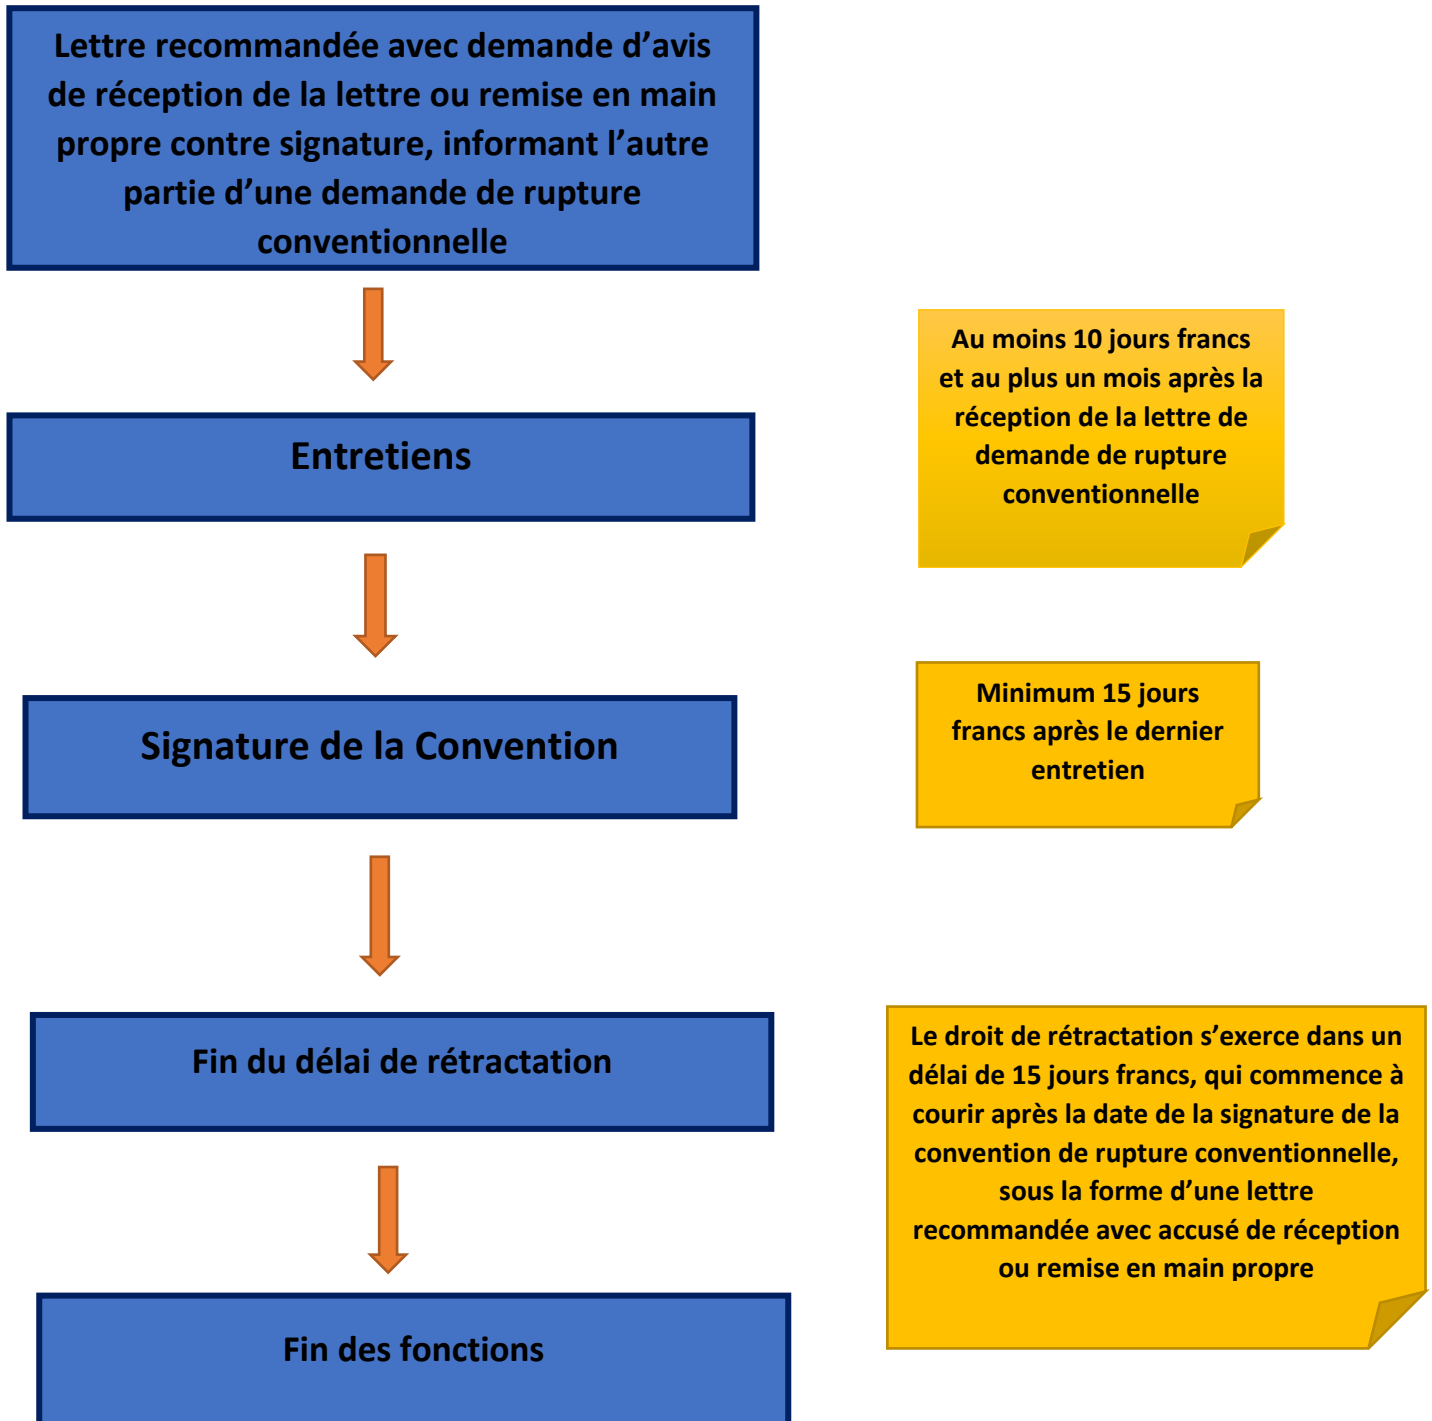 Lettre recommandée avec demande d’avis
de réception de la lettre ou remise en main
propre contre signature, informant l’autre
partie d’une demande de rupture
conventionnelle
Au moins 10 jours francs
et au plus un mois après la
réception de la lettre de
demande de rupture
conventionnelle
Entretiens
Minimum 15 jours
francs après le dernier
entretien
Signature de la Convention
Fin du délai de rétractation
Le droit de rétractation s’exerce dans un
délai de 15 jours francs, qui commence à
courir après la date de la signature de la
convention de rupture conventionnelle,
sous la forme d’une lettre
recommandée avec accusé de réception
ou remise en main propre
Fin des fonctions